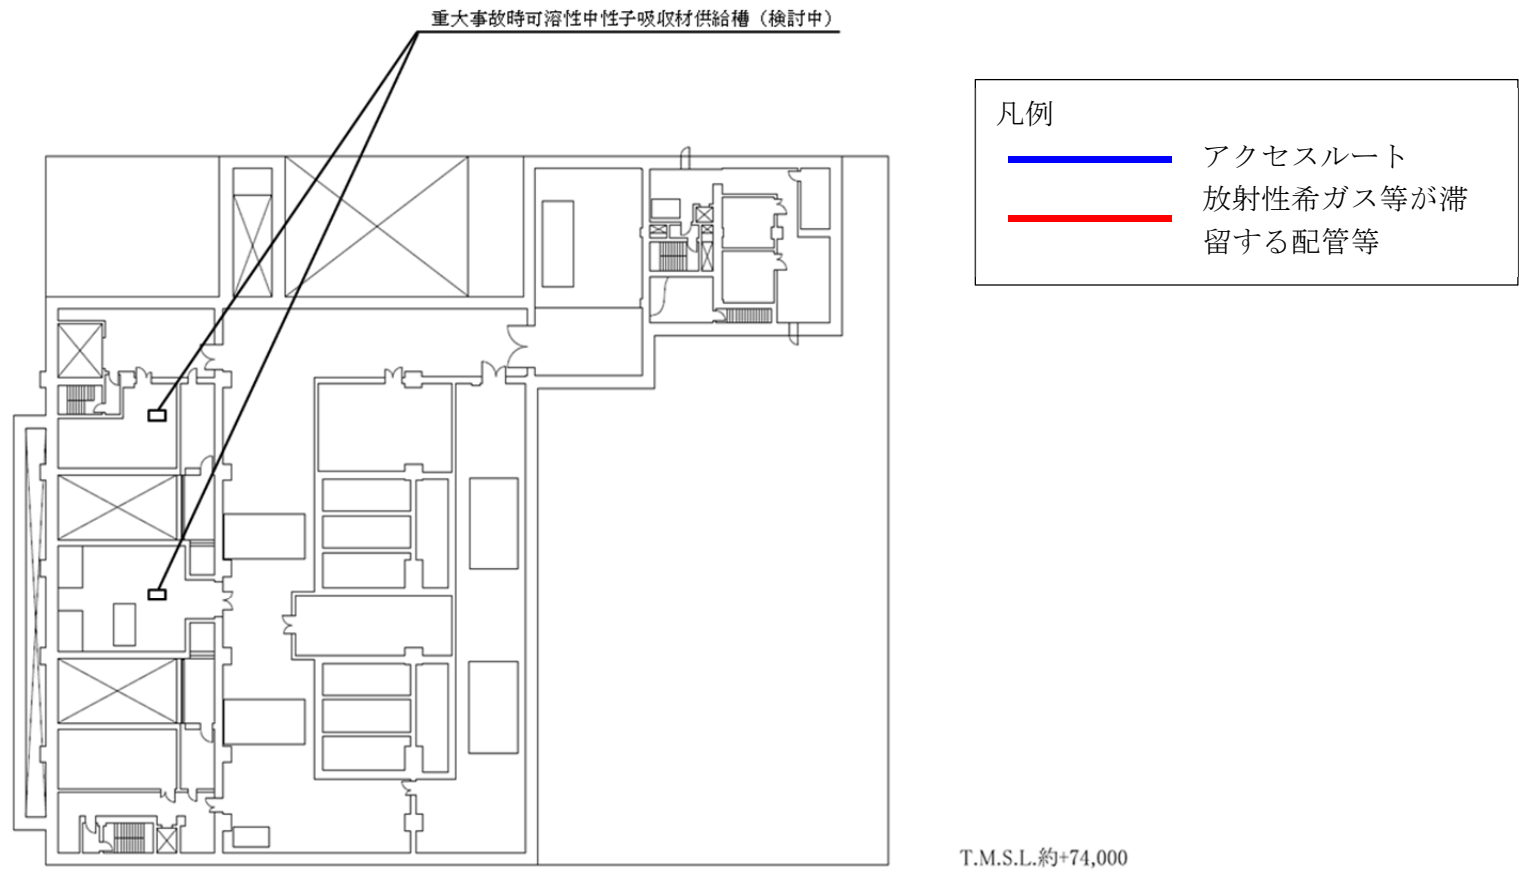 重大事故時可溶性中性子吸収材供給槽（検討中）
凡例
アクセスルート
放射性希ガス等が滞
留する配管等
T.M.S.L.約+74,000